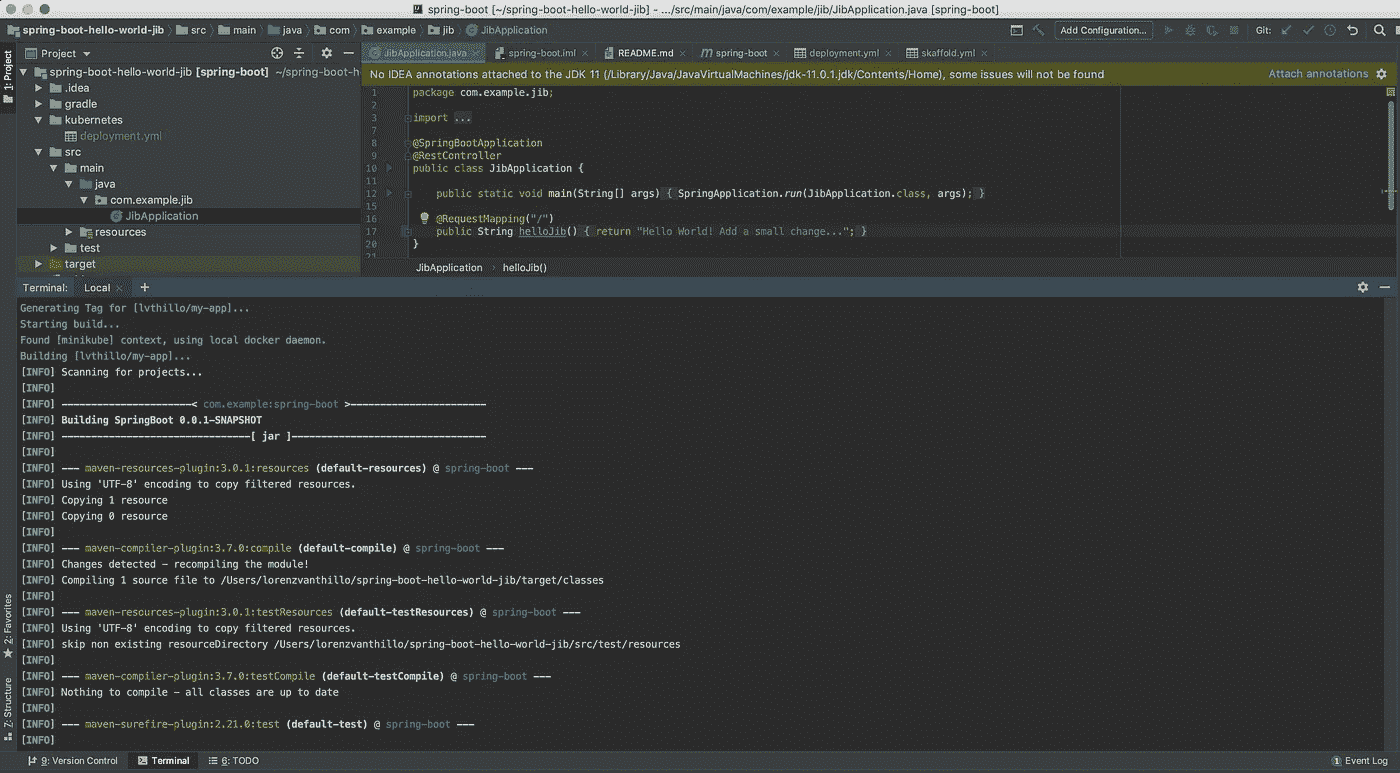 spring-boot [~/spring-boot-hello-world-jib] - .../src/main/java/com/example/jib/JibApplication.java [spring-boot]
spring-boot-hello-world-jib src main java com example jib JibApplication
Add Configuration...
Git:
1: Project
Project
JibApplication.java
spring-boot.iml
README.md
spring-boot
deployment.yml
skaffold.yml
spring-boot-hello-world-jib [spring-boot] ~/spring-boot-h
.idea
gradle
kubernetes
deployment.yml
src
main
java
com.example.jib
JibApplication
resources
test
target
No IDEA annotations attached to the JDK 11 (/Library/Java/JavaVirtualMachines/jdk-11.0.1.jdk/Contents/Home), some issues will not be found
Attach annotations
1 package com.example.jib;
2
3 import ...
7
8 @SpringBootApplication
9 @RestController
10 public class JibApplication {
11
12 public static void main(String[] args) { SpringApplication.run(JibApplication.class, args); }
15
16 @RequestMapping("/")
17 public String helloJib() { return "Hello World! Add a small change..."; }
20 }
21
JibApplication › helloJib()
Terminal: Local +
Generating Tag for [lvthillo/my-app]...
Starting build...
Found [minikube] context, using local docker daemon.
Building [lvthillo/my-app]...
[INFO] Scanning for projects...
[INFO]
[INFO] ----------------------< com.example:spring-boot >-----------------------
[INFO] Building SpringBoot 0.0.1-SNAPSHOT
[INFO] --------------------------------[ jar ]---------------------------------
[INFO]
[INFO] --- maven-resources-plugin:3.0.1:resources (default-resources) @ spring-boot ---
[INFO] Using 'UTF-8' encoding to copy filtered resources.
[INFO] Copying 1 resource
[INFO] Copying 0 resource
[INFO]
[INFO] --- maven-compiler-plugin:3.7.0:compile (default-compile) @ spring-boot ---
[INFO] Changes detected - recompiling the module!
[INFO] Compiling 1 source file to /Users/lorenzvanthillo/spring-boot-hello-world-jib/target/classes
[INFO]
[INFO] --- maven-resources-plugin:3.0.1:testResources (default-testResources) @ spring-boot ---
[INFO] Using 'UTF-8' encoding to copy filtered resources.
[INFO] skip non existing resourceDirectory /Users/lorenzvanthillo/spring-boot-hello-world-jib/src/test/resources
[INFO]
[INFO] --- maven-compiler-plugin:3.7.0:testCompile (default-testCompile) @ spring-boot ---
[INFO] Nothing to compile - all classes are up to date
[INFO]
[INFO] --- maven-surefire-plugin:2.21.0:test (default-test) @ spring-boot ---
[INFO]
2: Favorites
7: Structure
9: Version Control
Terminal
6: TODO
1 Event Log